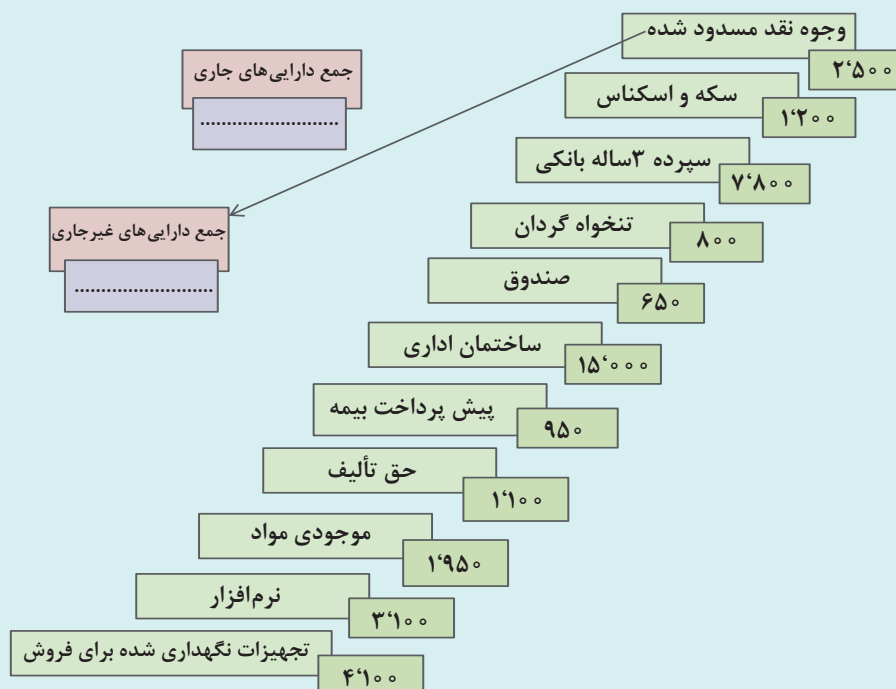 وجوه نقد مسدود شده
۲٬۵۰۰
جمع دارایی‌های جاری
...........................
سکه و اسکناس
۱٬۲۰۰
سپرده ۳ساله بانکی
۷٬۸۰۰
تنخواه گردان
۸۰۰
جمع دارایی‌های غیرجاری
...........................
صندوق
۶۵۰
ساختمان اداری
۱۵٬۰۰۰
پیش پرداخت بیمه
۹۵۰
حق تألیف
۱٬۱۰۰
موجودی مواد
۱٬۹۵۰
نرم‌افزار
۳٬۱۰۰
تجهیزات نگهداری شده برای فروش
۴٬۱۰۰